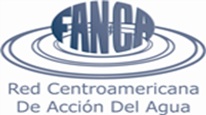 FANCA
Red Centroamericana
De Acción Del Agua